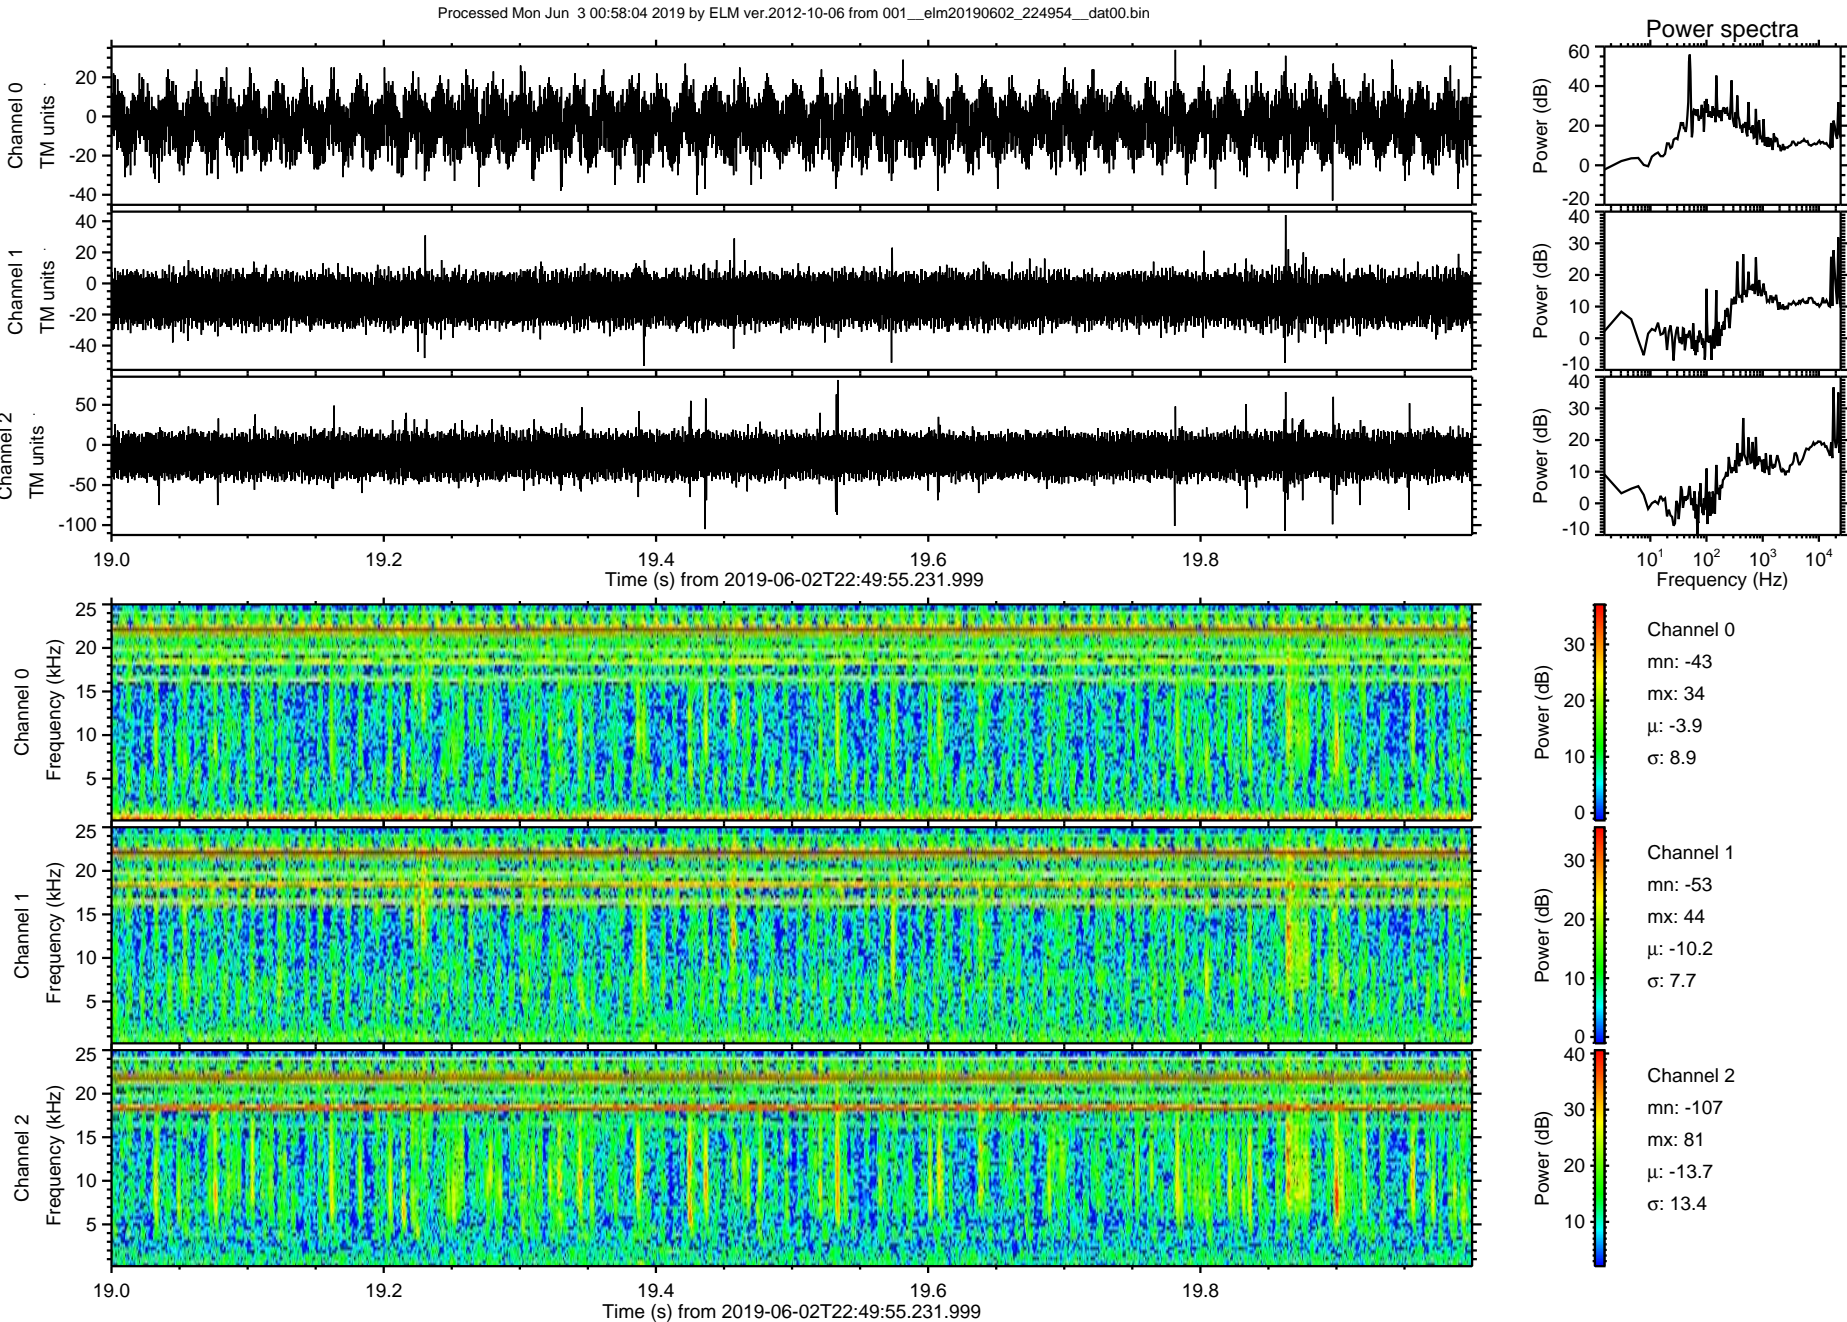 Processed Mon Jun  3 00:58:04 2019 by ELM ver.2012-10-06 from 001__elm20190602_224954__dat00.bin
Power spectra
Channel 0
TM units
20
0
-20
-40
Power (dB)
60
40
20
0
-20
Channel 1
TM units
40
20
0
-20
-40
Power (dB)
40
30
20
10
0
-10
Channel 2
TM units
50
0
-50
-100
Power (dB)
40
30
20
10
0
-10
19.0 19.2 19.4 19.6 19.8
Time (s) from 2019-06-02T22:49:55.231.999
10^1 10^2 10^3 10^4
Frequency (Hz)
Channel 0
Frequency (kHz)
25
20
15
10
5
Power (dB)
30
20
10
0
Channel 0
mn: -43
mx: 34
μ: -3.9
σ: 8.9
Channel 1
Frequency (kHz)
25
20
15
10
5
Power (dB)
30
20
10
0
Channel 1
mn: -53
mx: 44
μ: -10.2
σ: 7.7
Channel 2
Frequency (kHz)
25
20
15
10
5
Power (dB)
40
30
20
10
Channel 2
mn: -107
mx: 81
μ: -13.7
σ: 13.4
19.0 19.2 19.4 19.6 19.8
Time (s) from 2019-06-02T22:49:55.231.999